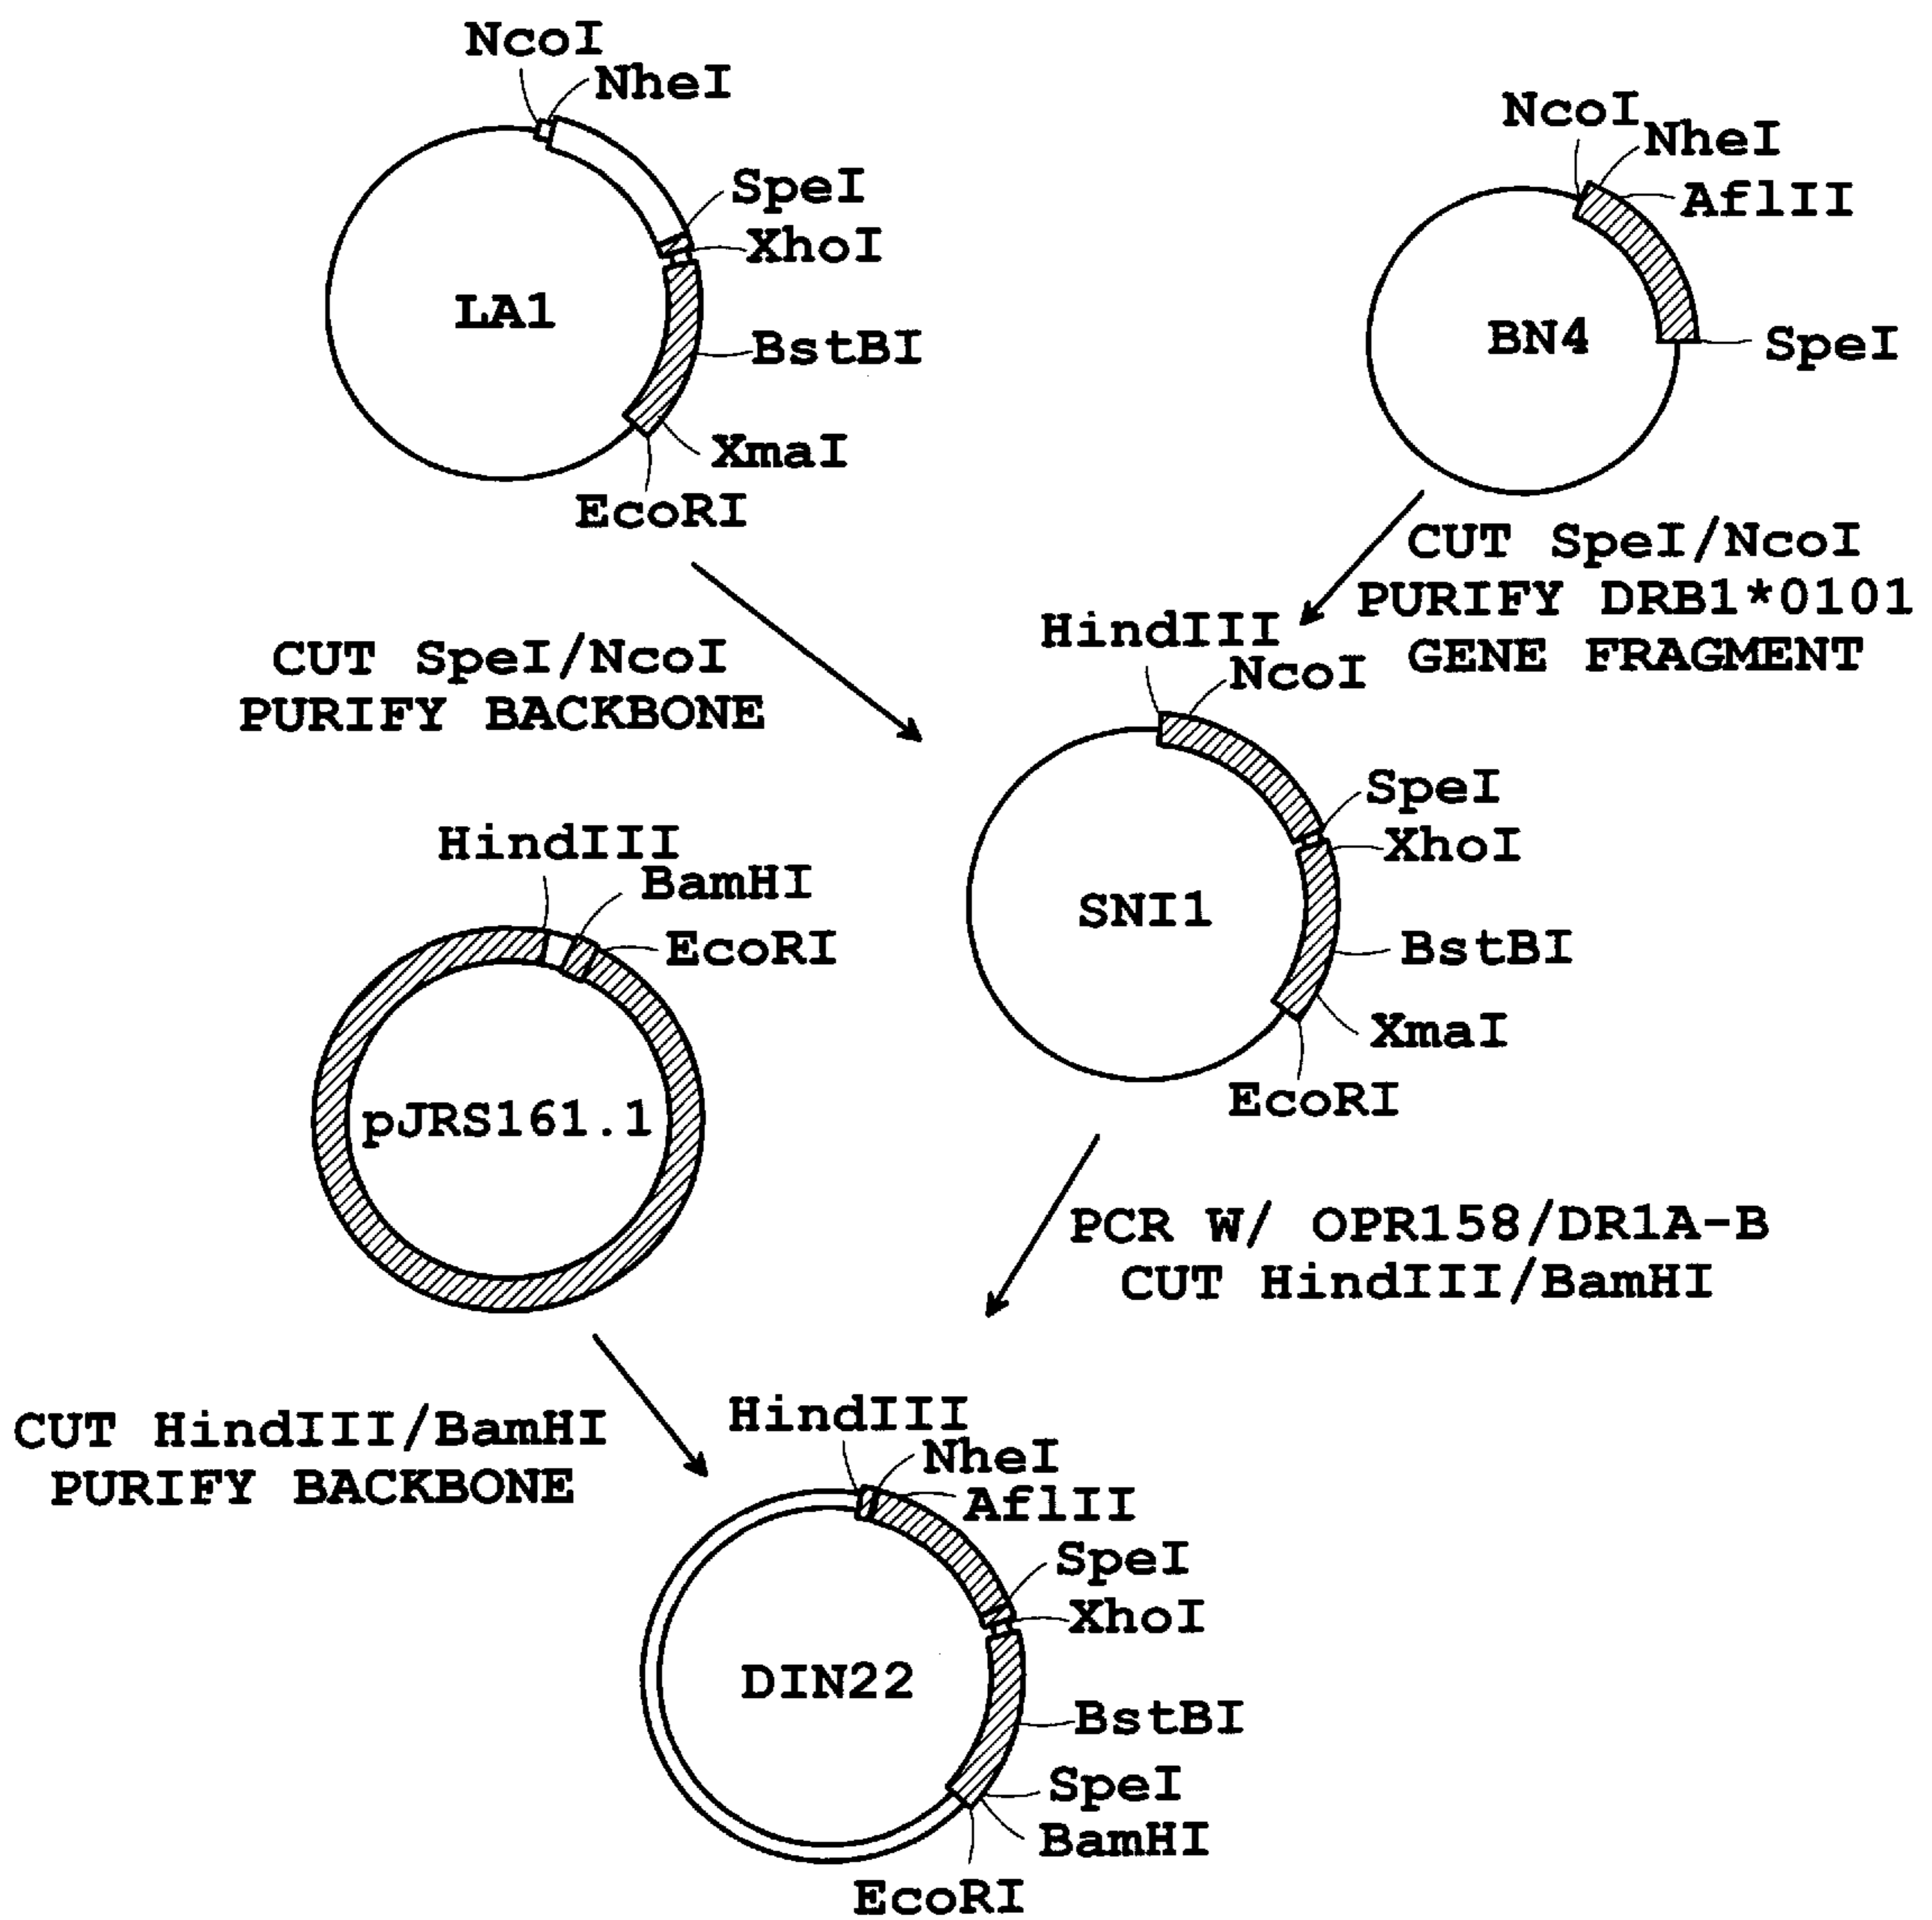 NcoI
NheI
SpeI
XhoI
LA1
BstBI
XmaI
EcoRI
NcoI
NheI
AflII
BN4
SpeI
CUT SpeI/NcoI
PURIFY DRB1*0101
GENE FRAGMENT
CUT SpeI/NcoI
PURIFY BACKBONE
HindIII
NcoI
SpeI
XhoI
SNI1
BstBI
XmaI
EcoRI
HindIII
BamHI
EcoRI
pJRS161.1
PCR W/ OPR158/DR1A-B
CUT HindIII/BamHI
CUT HindIII/BamHI
PURIFY BACKBONE
HindIII
NheI
AflII
SpeI
XhoI
DIN22
BstBI
SpeI
BamHI
EcoRI